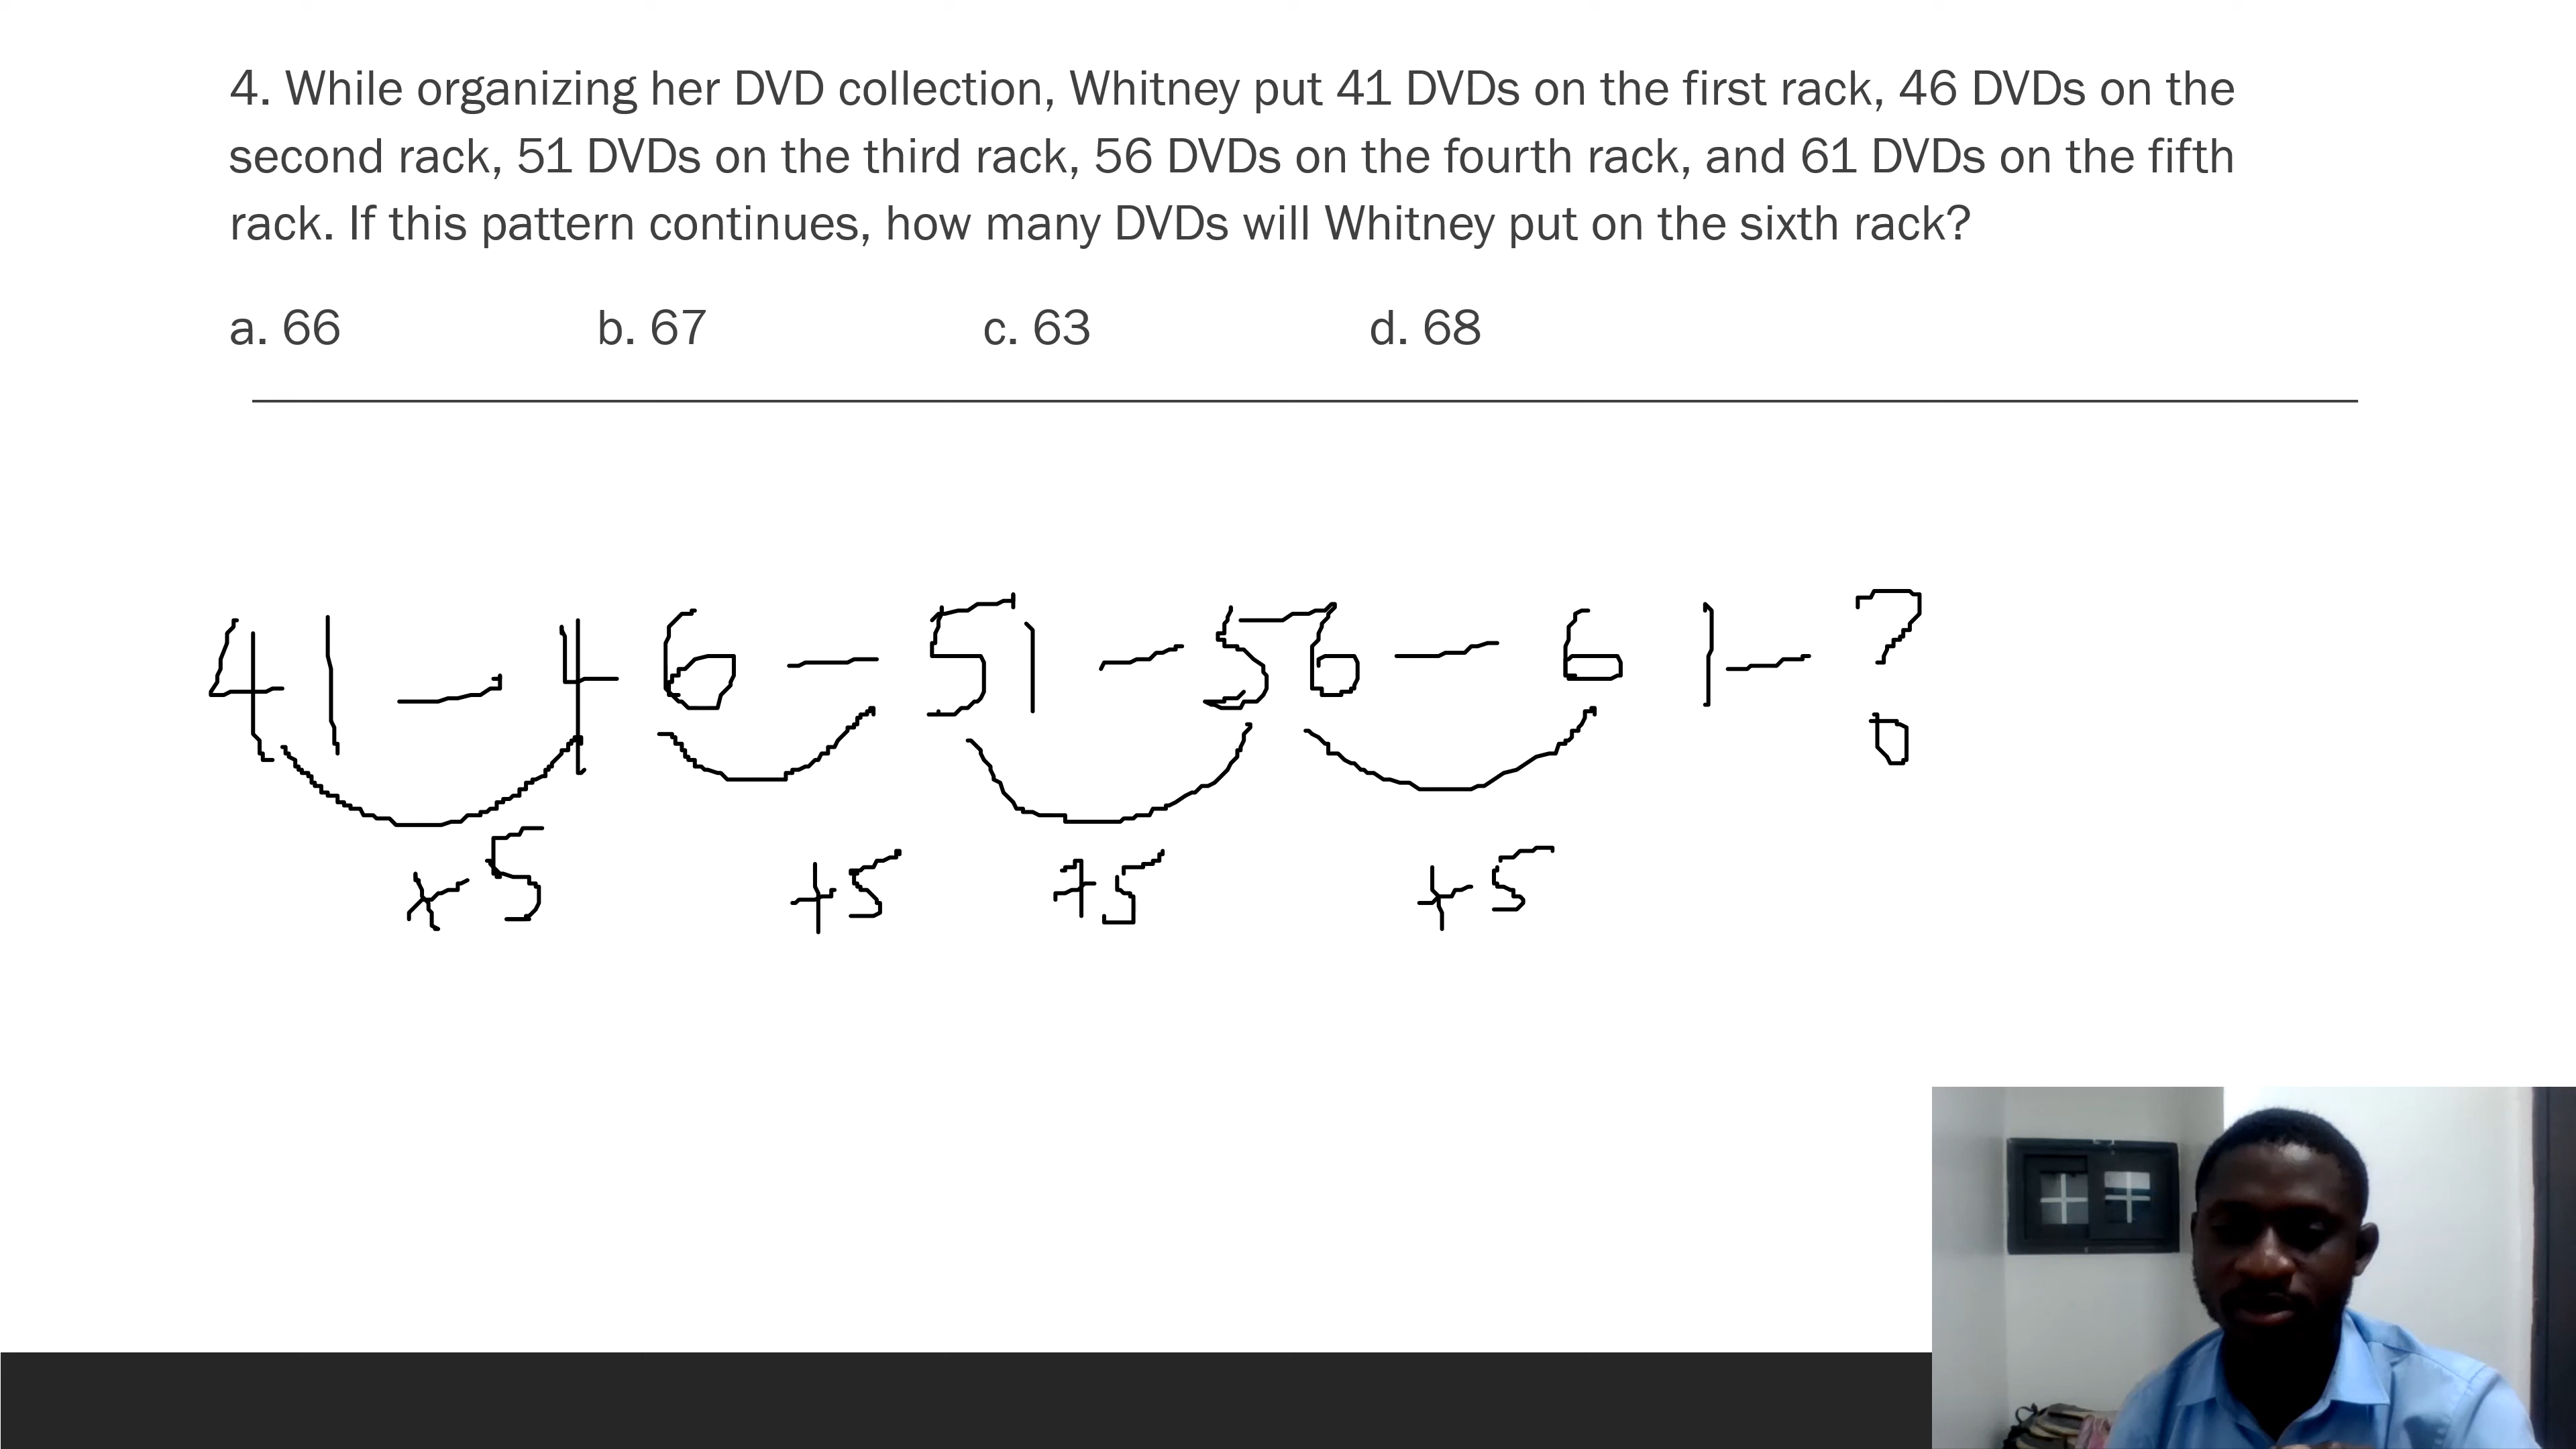 4. While organizing her DVD collection, Whitney put 41 DVDs on the first rack, 46 DVDs on the
second rack, 51 DVDs on the third rack, 56 DVDs on the fourth rack, and 61 DVDs on the fifth
rack. If this pattern continues, how many DVDs will Whitney put on the sixth rack?
a. 66 b. 67 c. 63 d. 68
41 — 46 — 51 — 56 — 61 — ?
+5 +5 +5 +5